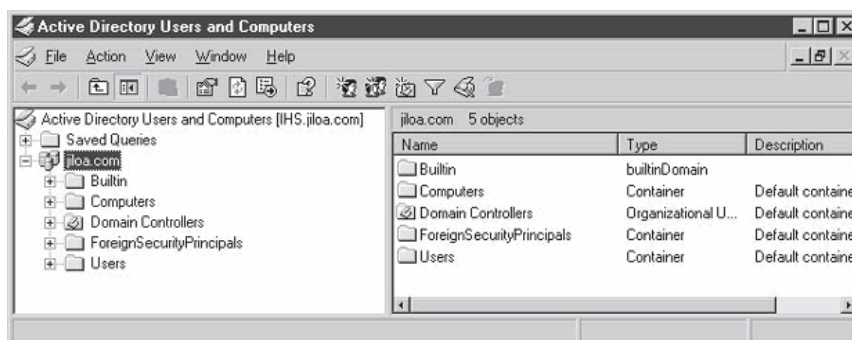 Active Directory Users and Computers
File Action View Window Help
Active Directory Users and Computers [IHS.jiloa.com]
Saved Queries
jiloa.com
Builtin
Computers
Domain Controllers
ForeignSecurityPrincipals
Users
jiloa.com 5 objects
Name Type Description
Builtin builtinDomain
Computers Container Default containe
Domain Controllers Organizational U... Default containe
ForeignSecurityPrincipals Container Default containe
Users Container Default containe